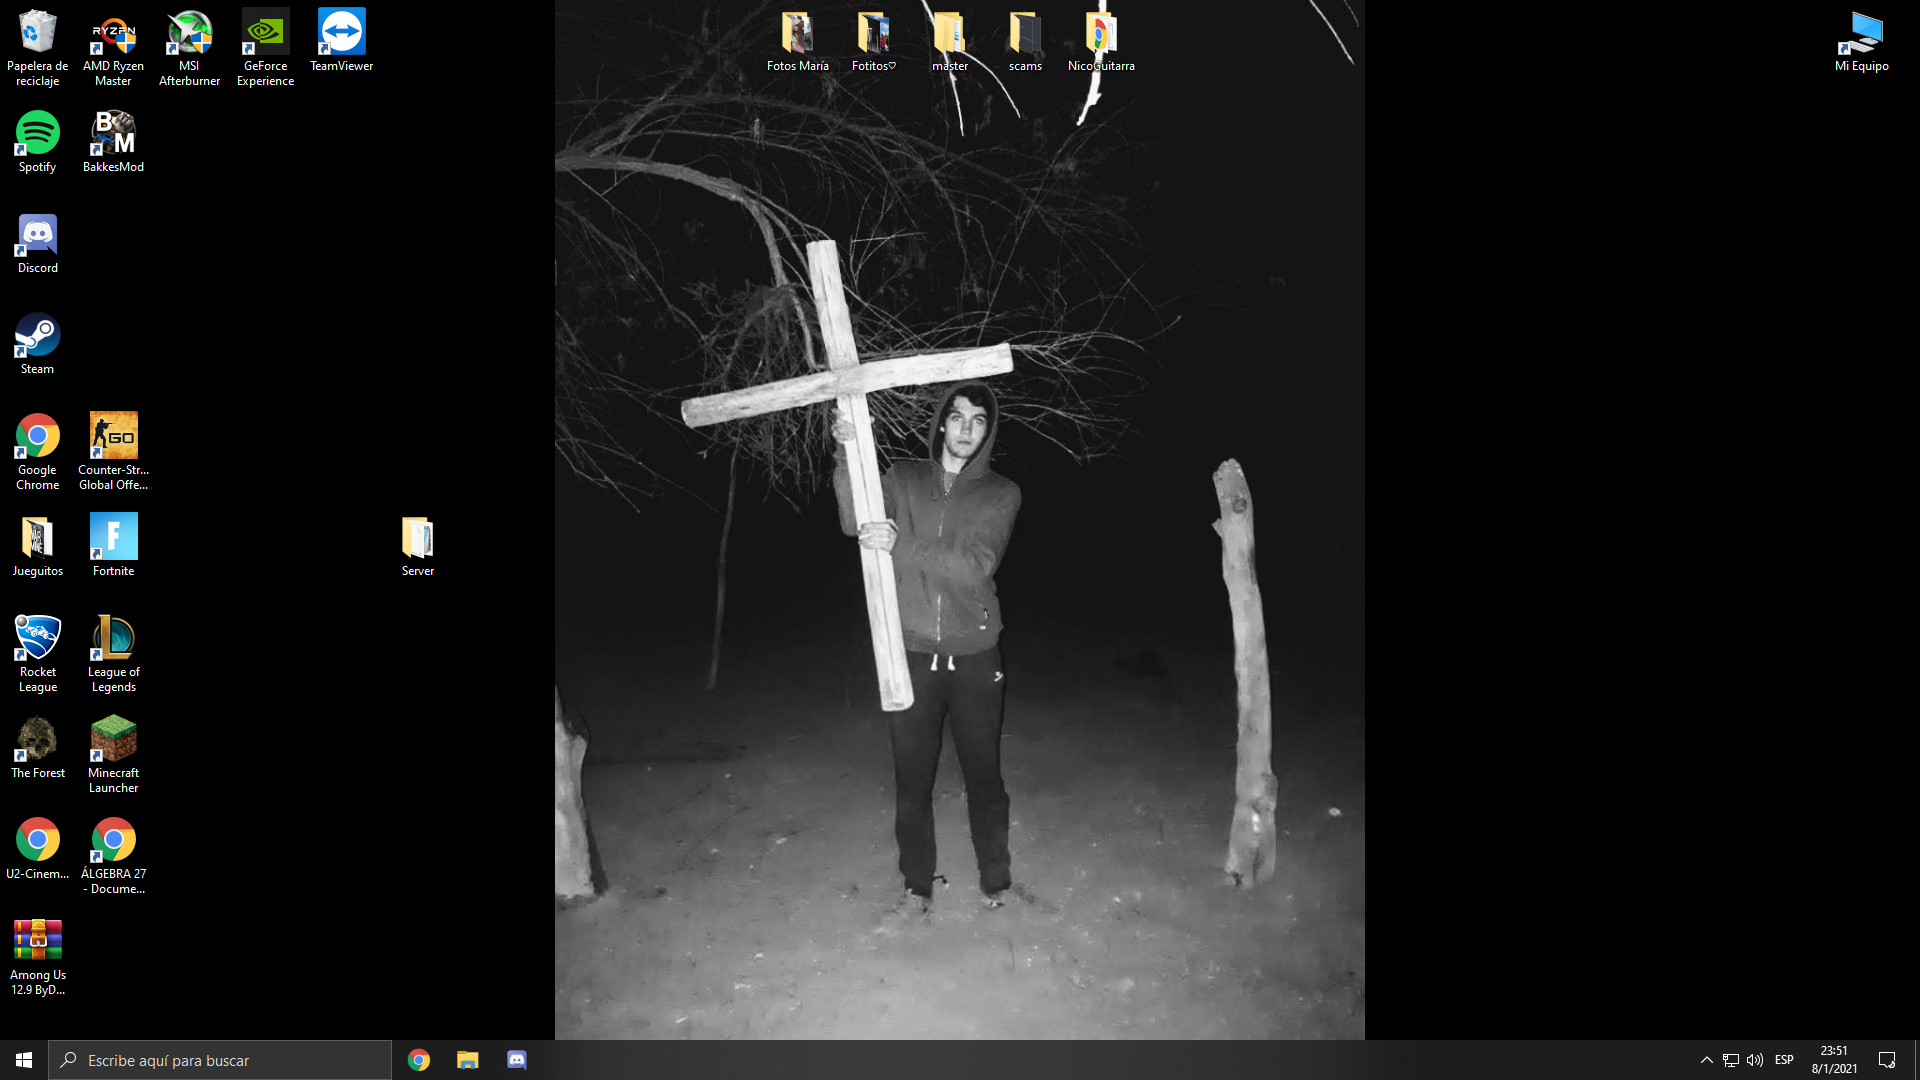 Papelera de
reciclaje
AMD Ryzen
Master
MSI
Afterburner
GeForce
Experience
TeamViewer
Fotos María
Fotitos♡
master
scams
NicoGuitarra
Mi Equipo
RYZEN
Spotify
B
M
BakkesMod
Discord
Steam
Google
Chrome
GO
Counter-Str...
Global Offe...
Jueguitos
F
Fortnite
Server
Rocket
League
L
League of
Legends
The Forest
Minecraft
Launcher
U2-Cinem...
ÁLGEBRA 27
- Docume...
Among Us
12.9 ByD...
Escribe aquí para buscar
ESP
23:51
8/1/2021